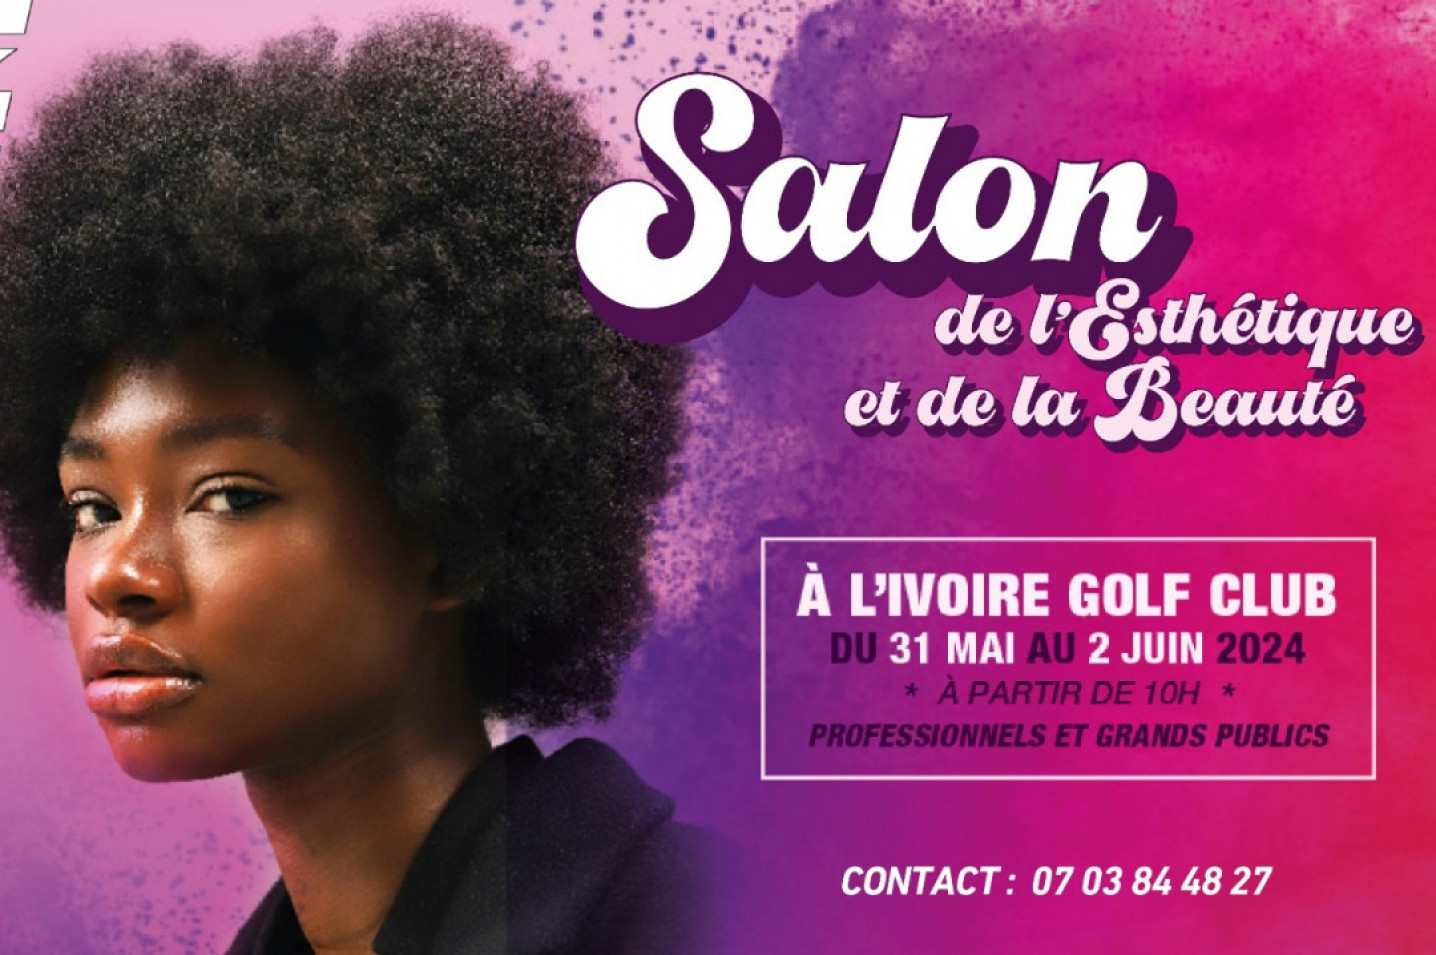 Salon
de l'Esthétique
et de la Beauté
À L'IVOIRE GOLF CLUB
DU 31 MAI AU 2 JUIN 2024
* À PARTIR DE 10H *
PROFESSIONNELS ET GRANDS PUBLICS
CONTACT : 07 03 84 48 27